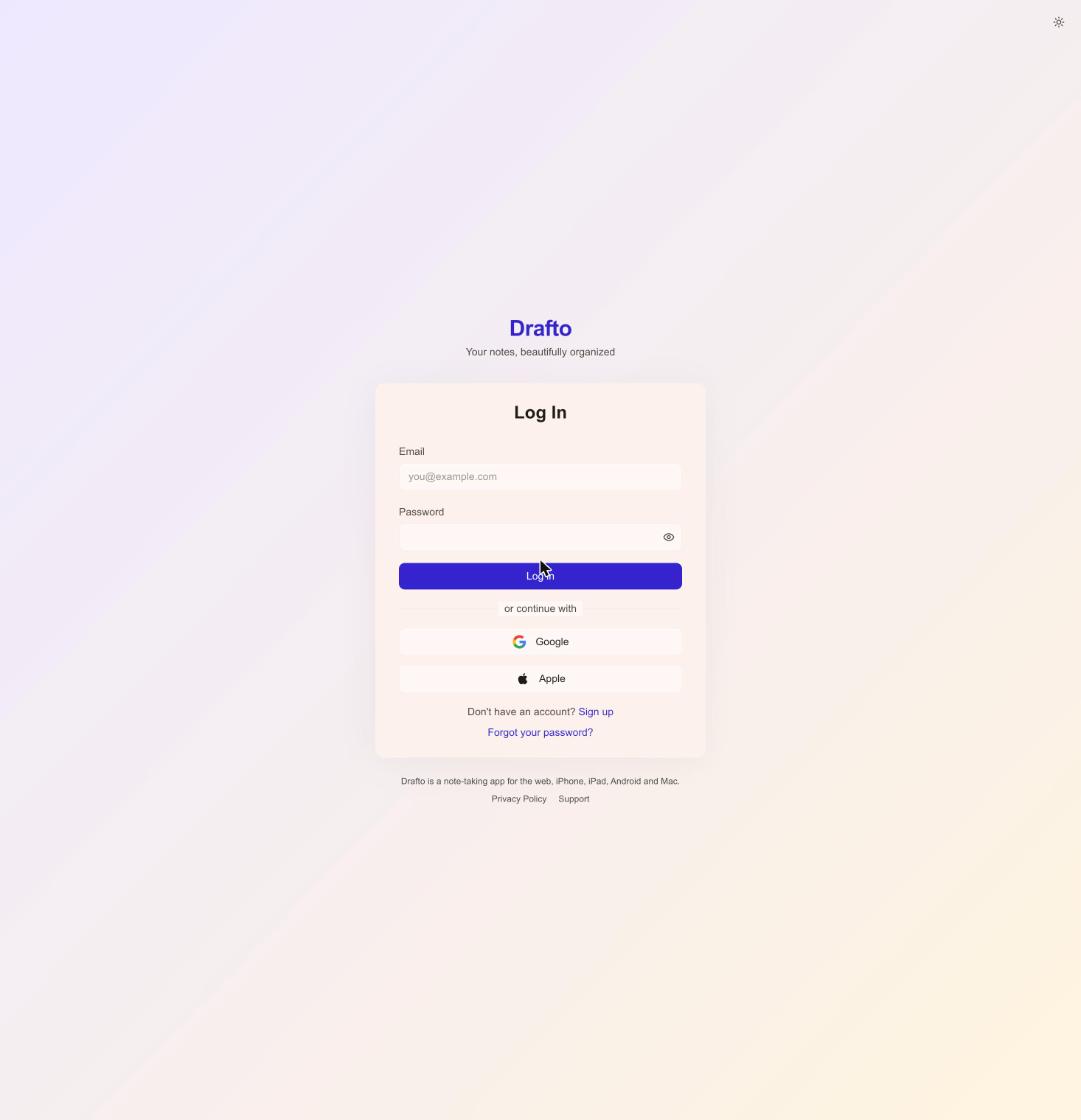 Drafto
Your notes, beautifully organized
Log In
Email
you@example.com
Password
Log in
or continue with
Google
Apple
Don't have an account? Sign up
Forgot your password?
Drafto is a note-taking app for the web, iPhone, iPad, Android and Mac.
Privacy Policy Support